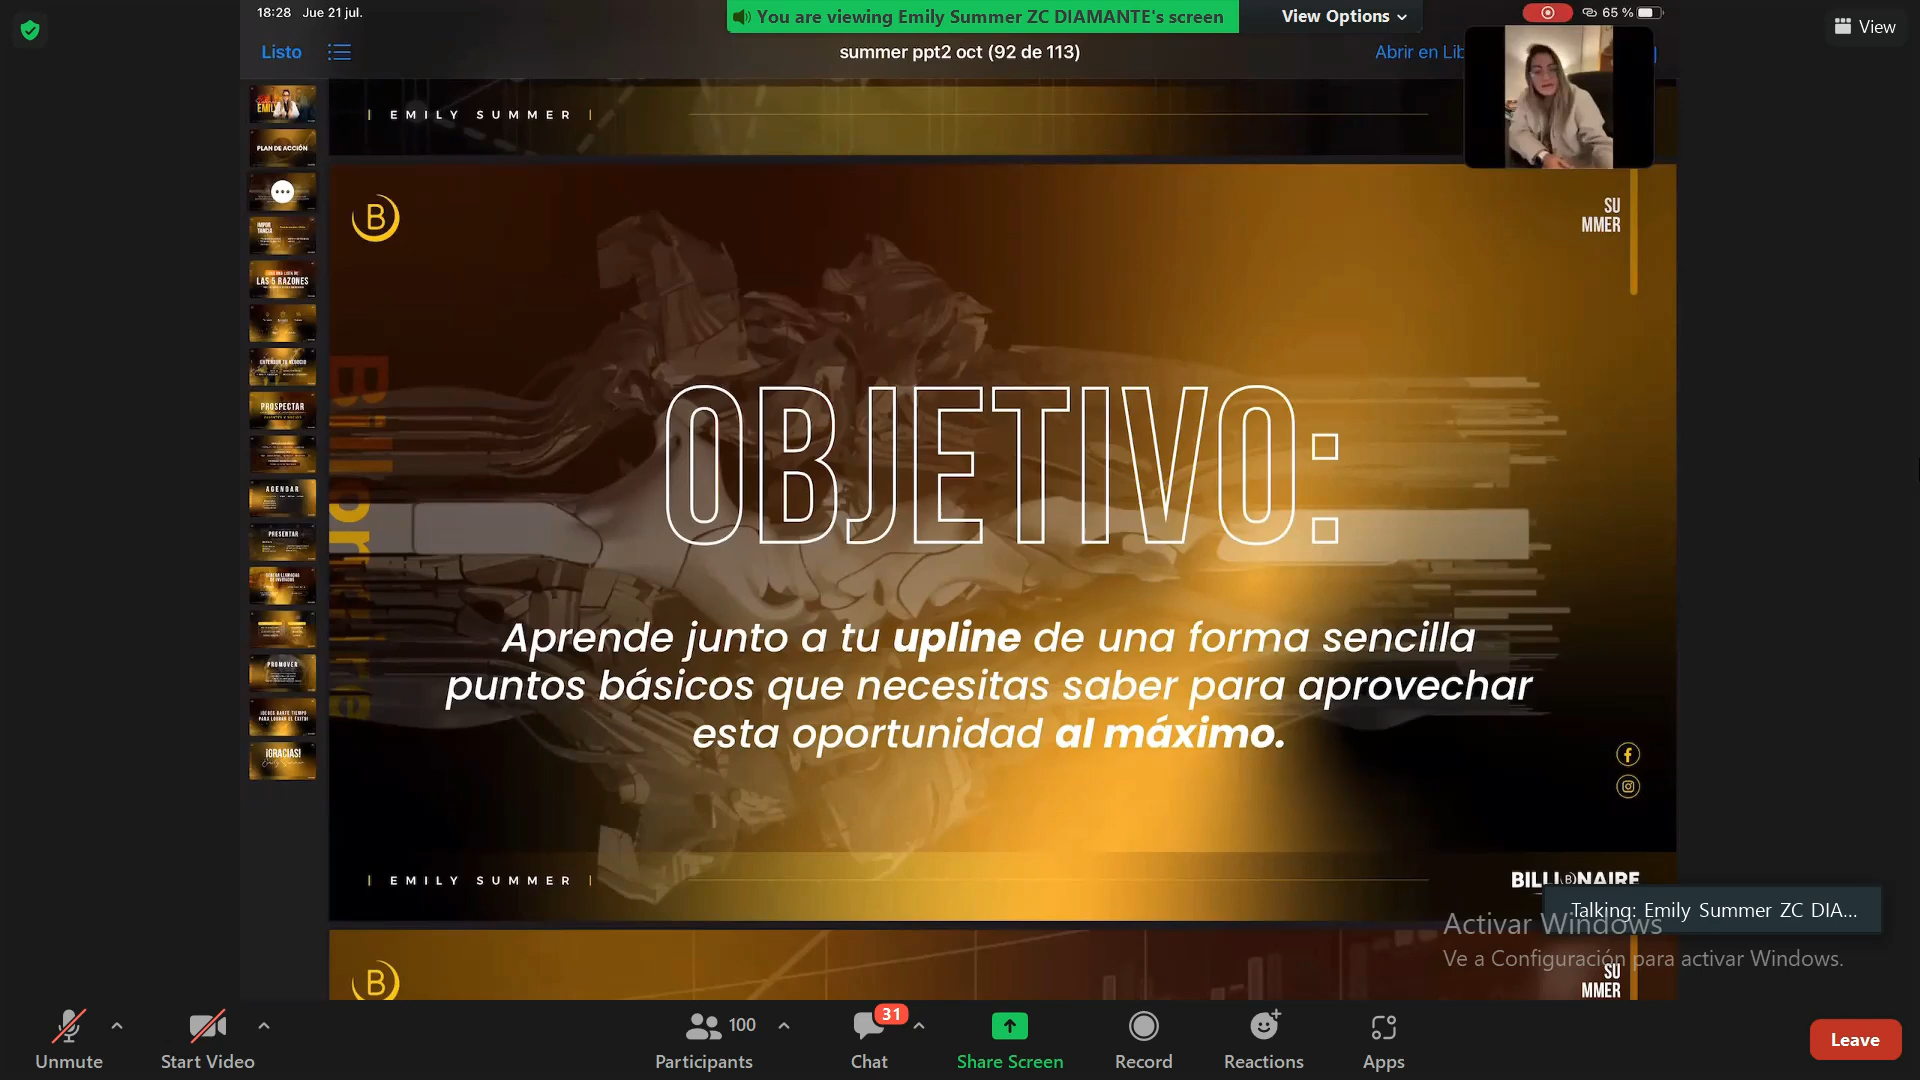 18:28 Jue 21 jul.
You are viewing Emily Summer ZC DIAMANTE's screen
View Options
65 %
View
Listo
summer ppt2 oct (92 de 113)
Abrir en Lib
EMILY SUMMER
PLAN DE ACCIÓN
LAS 5 RAZONES
PROSPECTAR
AGENDAR
PRESENTAR
PROMOVER
¡GRACIAS!
B
SU
MMER
Billionaire
OBJETIVO:
Aprende junto a tu upline de una forma sencilla
puntos básicos que necesitas saber para aprovechar
esta oportunidad al máximo.
EMILY SUMMER
BILLIONAIRE
Talking: Emily Summer ZC DIA...
Activar Windows
Ve a Configuración para activar Windows.
B
SU
MMER
Unmute
Start Video
100
Participants
31
Chat
Share Screen
Record
Reactions
Apps
Leave